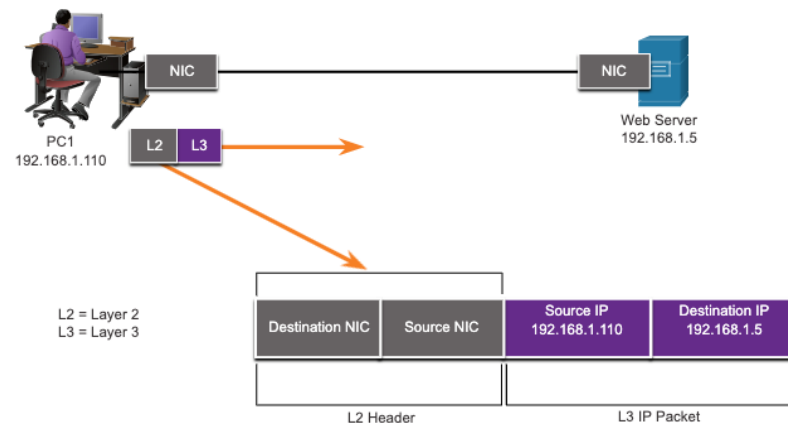 NIC
NIC
PC1
192.168.1.110
Web Server
192.168.1.5
L2 L3
L2 = Layer 2
L3 = Layer 3
Destination NIC
Source NIC
Source IP
192.168.1.110
Destination IP
192.168.1.5
L2 Header
L3 IP Packet